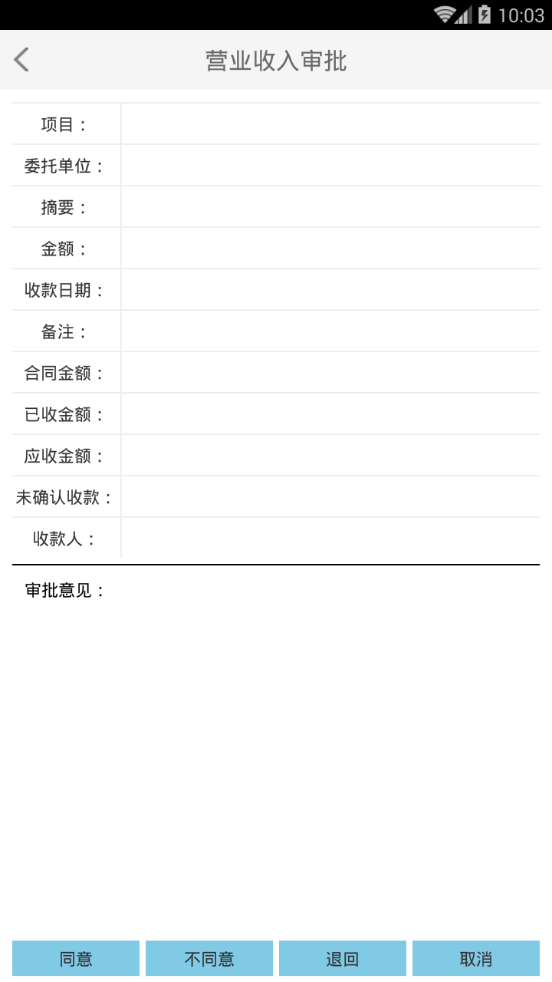 10:03
营业收入审批
项目：
委托单位：
摘要：
金额：
收款日期：
备注：
合同金额：
已收金额：
应收金额：
未确认收款：
收款人：
审批意见：
同意 不同意 退回 取消